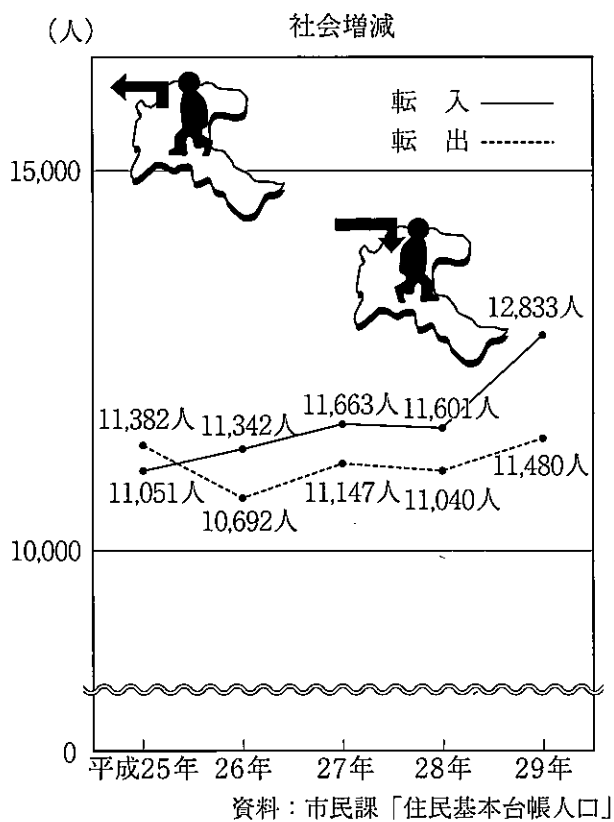 (人)
社会増減
転 入
転 出
15,000
12,833人
11,382人
11,342人
11,663人
11,601人
11,051人
10,692人
11,147人
11,040人
11,480人
10,000
0
平成25年 26年 27年 28年 29年
資料：市民課「住民基本台帳人口」